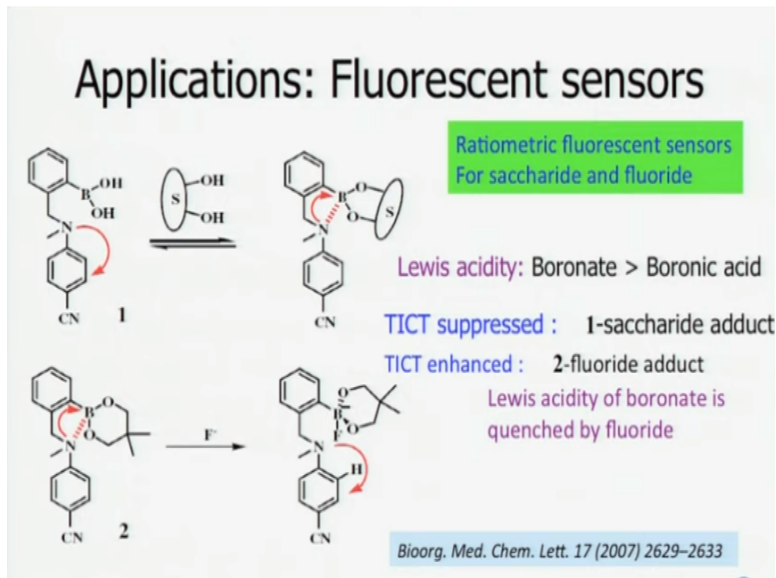 Applications: Fluorescent sensors
Ratiometric fluorescent sensors
For saccharide and fluoride
OH
B
OH
N
CN
1
S
OH
OH
B
O
O
S
N
CN
Lewis acidity: Boronate > Boronic acid
TICT suppressed : 1-saccharide adduct
TICT enhanced : 2-fluoride adduct
Lewis acidity of boronate is
quenched by fluoride
B
O
O
N
CN
2
F-
O
B
O
F
N
H
CN
Bioorg. Med. Chem. Lett. 17 (2007) 2629–2633